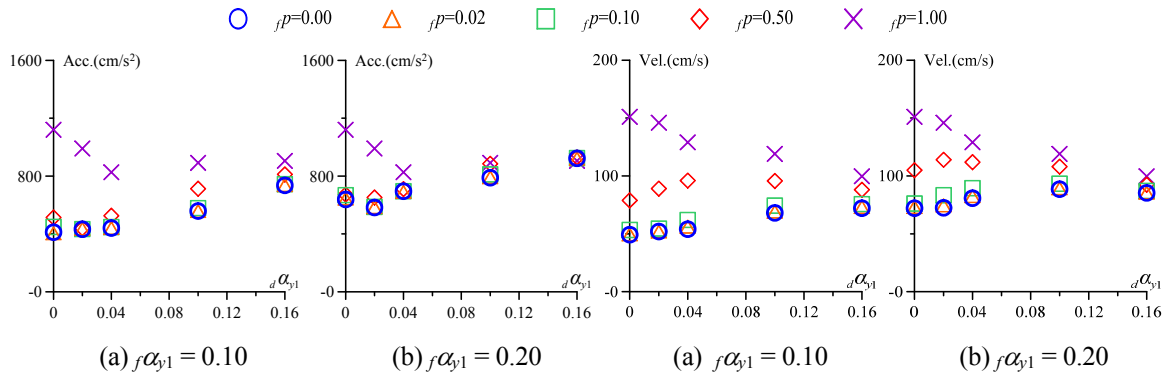 fp=0.00 fp=0.02 fp=0.10 fp=0.50 fp=1.00
1600 Acc.(cm/s²) 1600 Acc.(cm/s²) 200 Vel.(cm/s) 200 Vel.(cm/s)
800 800 100 100
-0 dαy1 -0 dαy1 -0 dαy1 -0 dαy1
0 0.04 0.08 0.12 0.16 0 0.04 0.08 0.12 0.16 0 0.04 0.08 0.12 0.16 0 0.04 0.08 0.12 0.16
(a) fαy1 = 0.10 (b) fαy1 = 0.20 (a) fαy1 = 0.10 (b) fαy1 = 0.20